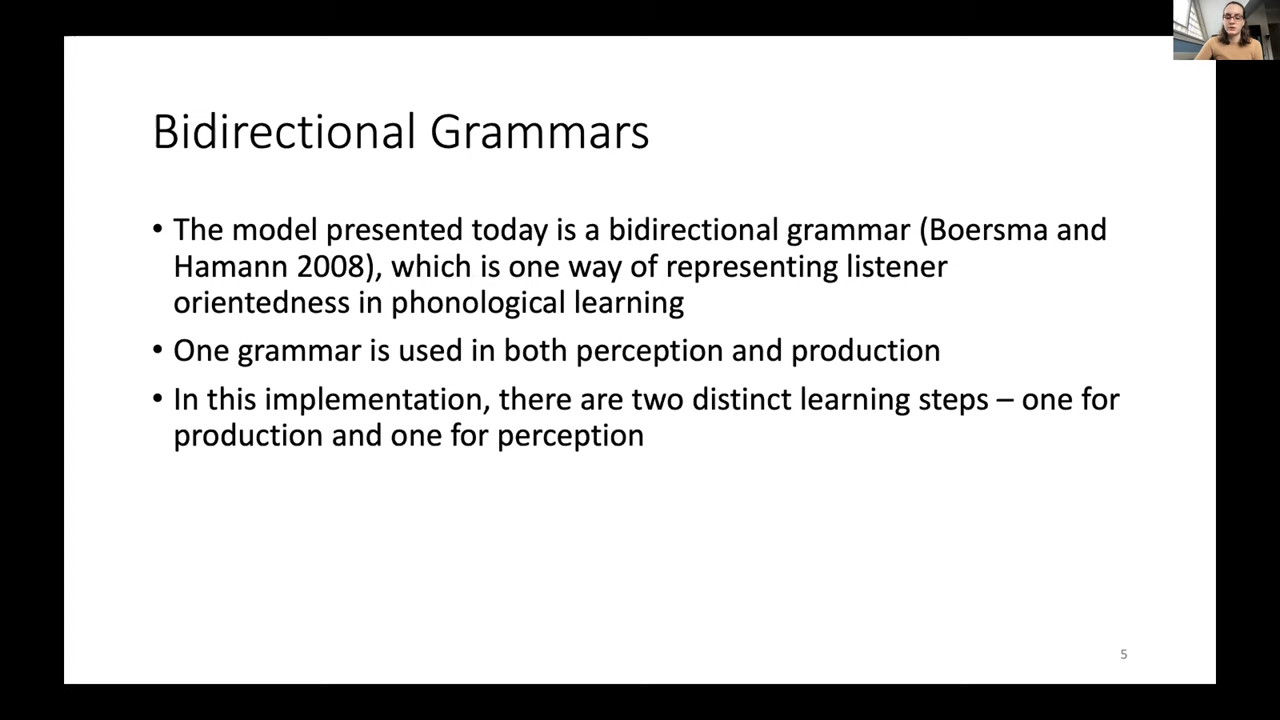 Bidirectional Grammars
• The model presented today is a bidirectional grammar (Boersma and
Hamann 2008), which is one way of representing listener
orientedness in phonological learning
• One grammar is used in both perception and production
• In this implementation, there are two distinct learning steps – one for
production and one for perception
5